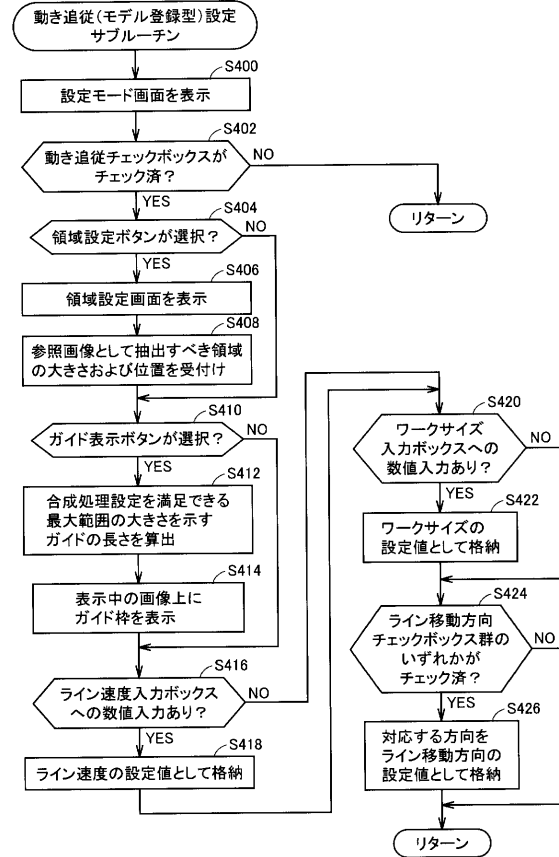 動き追従(モデル登録型)設定
サブルーチン
S400
設定モード画面を表示
S402
動き追従チェックボックスが
チェック済?
NO
YES
リターン
S404
領域設定ボタンが選択?
NO
YES
S406
領域設定画面を表示
S408
参照画像として抽出すべき領域
の大きさおよび位置を受付け
S410
ガイド表示ボタンが選択?
NO
YES
S412
合成処理設定を満足できる
最大範囲の大きさを示す
ガイドの長さを算出
S414
表示中の画像上に
ガイド枠を表示
S416
ライン速度入力ボックス
への数値入力あり?
NO
YES
S418
ライン速度の設定値として格納
S420
ワークサイズ
入力ボックスへの
数値入力あり?
NO
YES
S422
ワークサイズの
設定値として格納
S424
ライン移動方向
チェックボックス群の
いずれかが
チェック済?
NO
YES
S426
対応する方向を
ライン移動方向の
設定値として格納
リターン